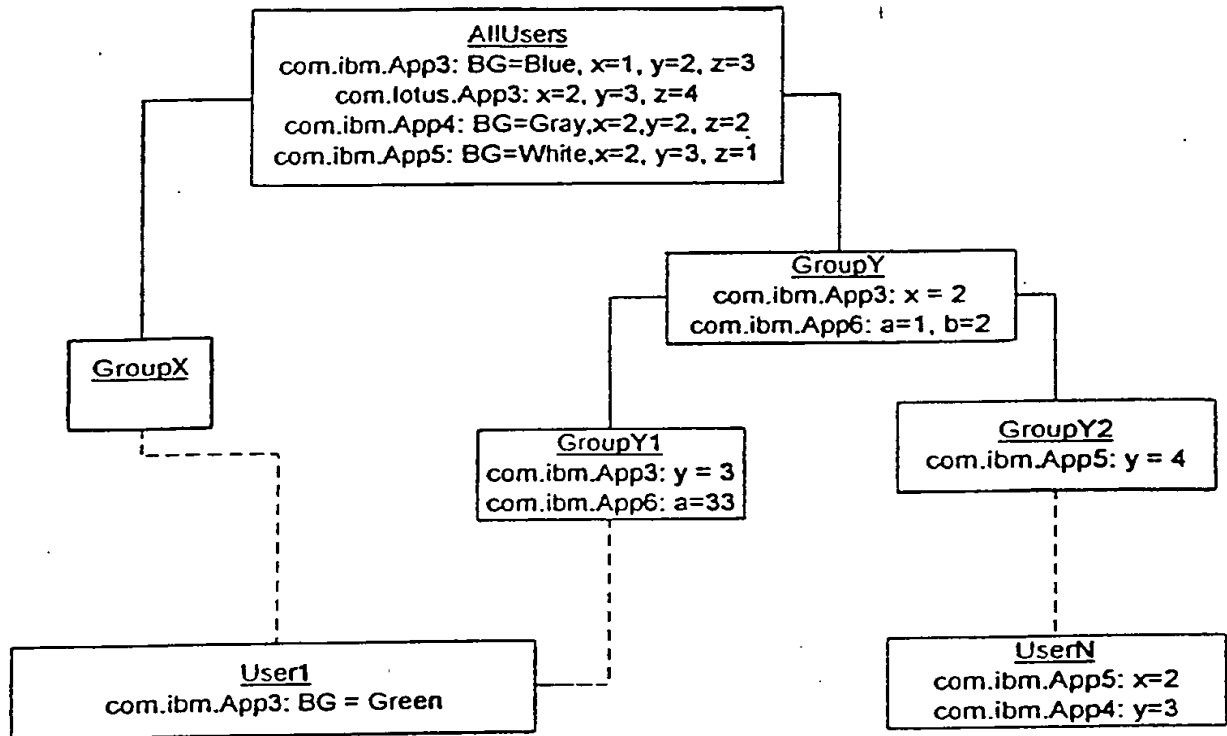 AllUsers
com.ibm.App3: BG=Blue, x=1, y=2, z=3
com.lotus.App3: x=2, y=3, z=4
com.ibm.App4: BG=Gray,x=2,y=2, z=2
com.ibm.App5: BG=White,x=2, y=3, z=1
GroupY
com.ibm.App3: x = 2
com.ibm.App6: a=1, b=2
GroupX
GroupY1
com.ibm.App3: y = 3
com.ibm.App6: a=33
GroupY2
com.ibm.App5: y = 4
User1
com.ibm.App3: BG = Green
UserN
com.ibm.App5: x=2
com.ibm.App4: y=3